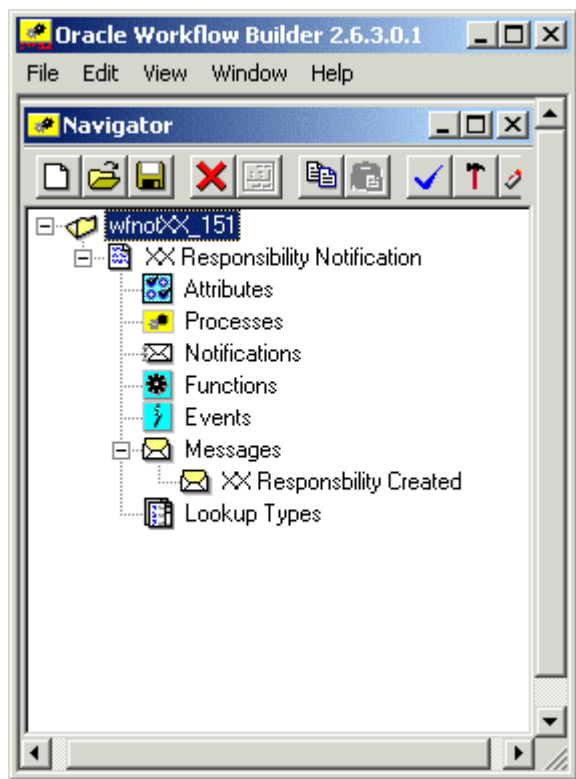 Oracle Workflow Builder 2.6.3.0.1
File Edit View Window Help
Navigator
wfnotXX_151
XX Responsibility Notification
Attributes
Processes
Notifications
Functions
Events
Messages
XX Responsbility Created
Lookup Types